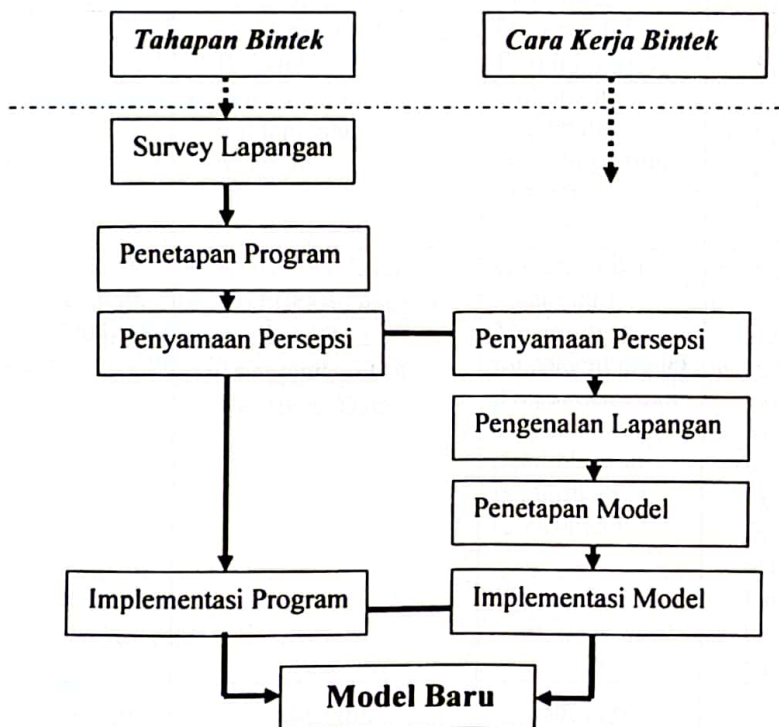 Tahapan Bintek
Cara Kerja Bintek
Survey Lapangan
Penetapan Program
Penyamaan Persepsi
Penyamaan Persepsi
Pengenalan Lapangan
Penetapan Model
Implementasi Program
Implementasi Model
Model Baru